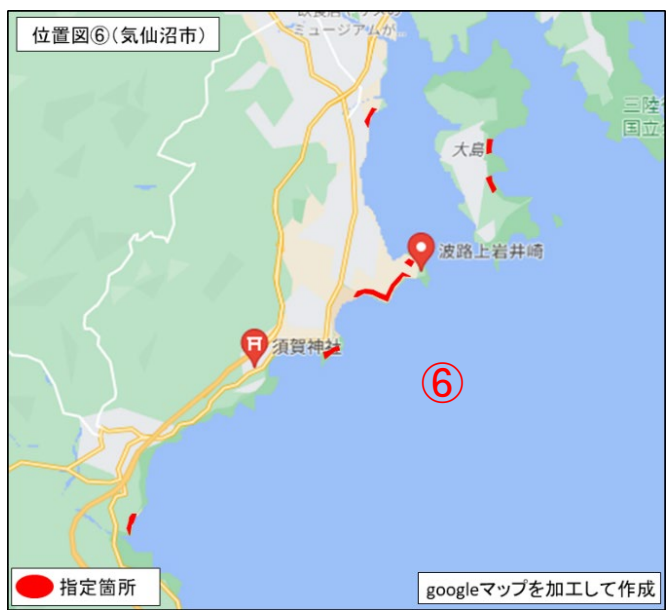 位置図⑥(気仙沼市)
ミュージアムが...
三陸
国立
大島
波路上岩井崎
須賀神社
⑥
指定箇所
googleマップを加工して作成